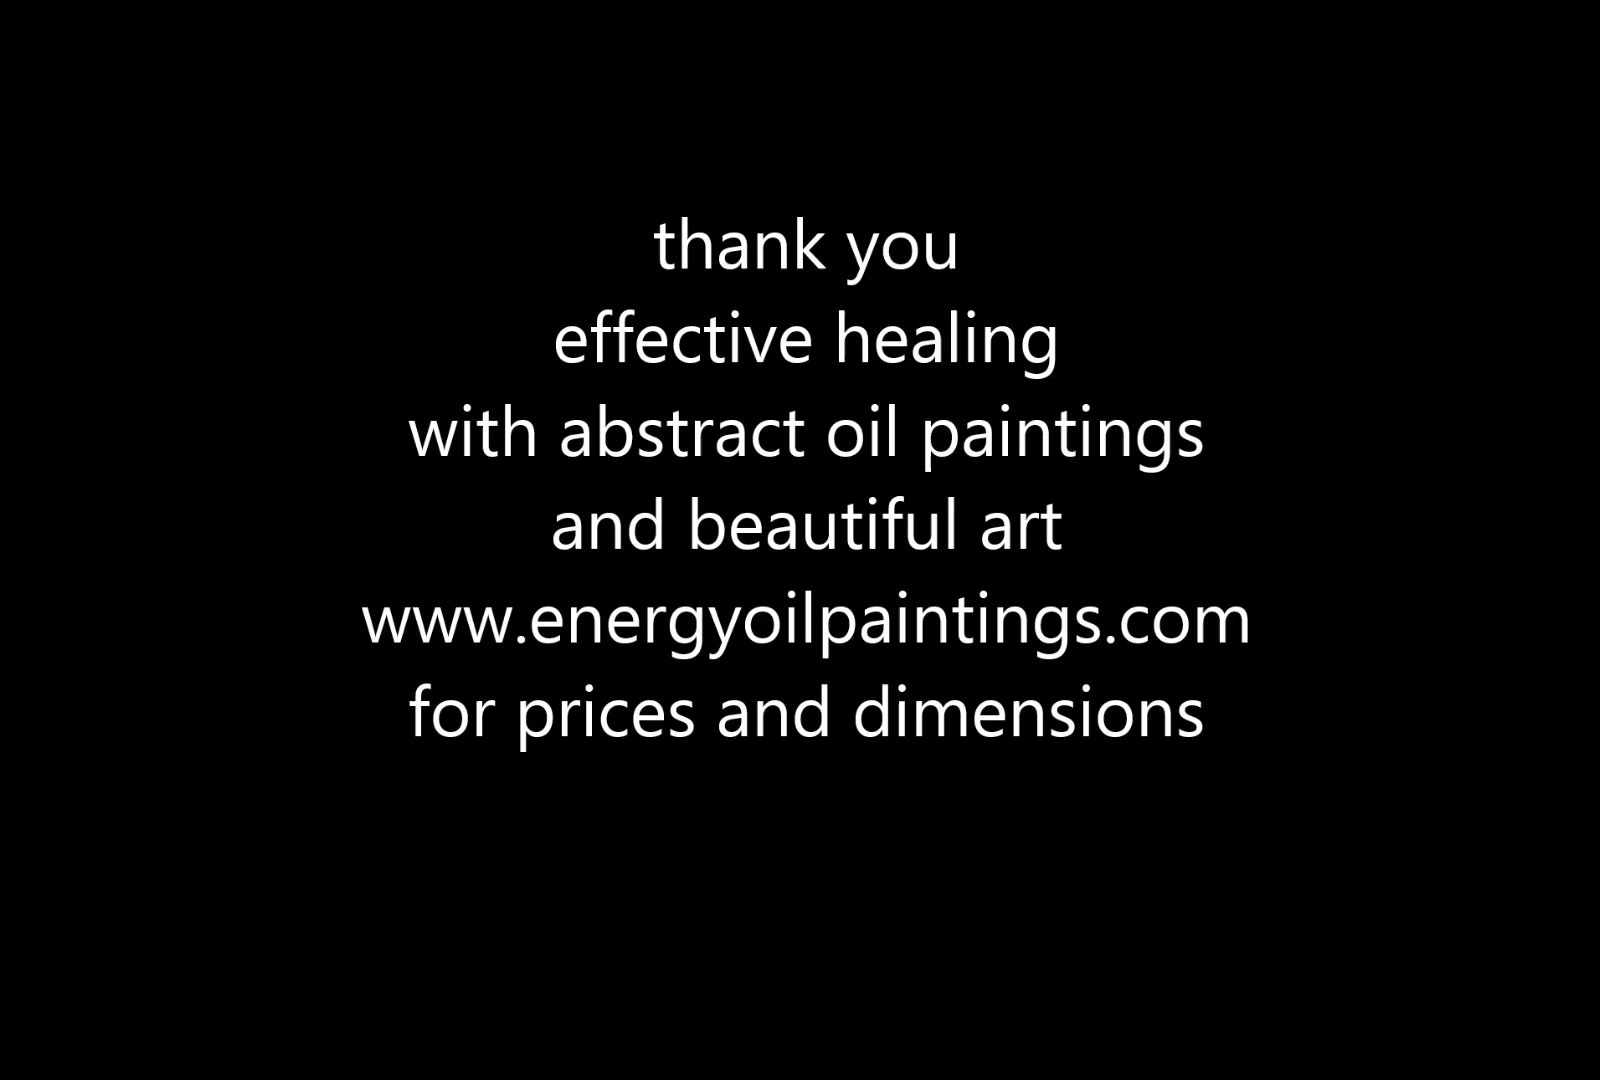 thank you
effective healing
with abstract oil paintings
and beautiful art
www.energyoilpaintings.com
for prices and dimensions